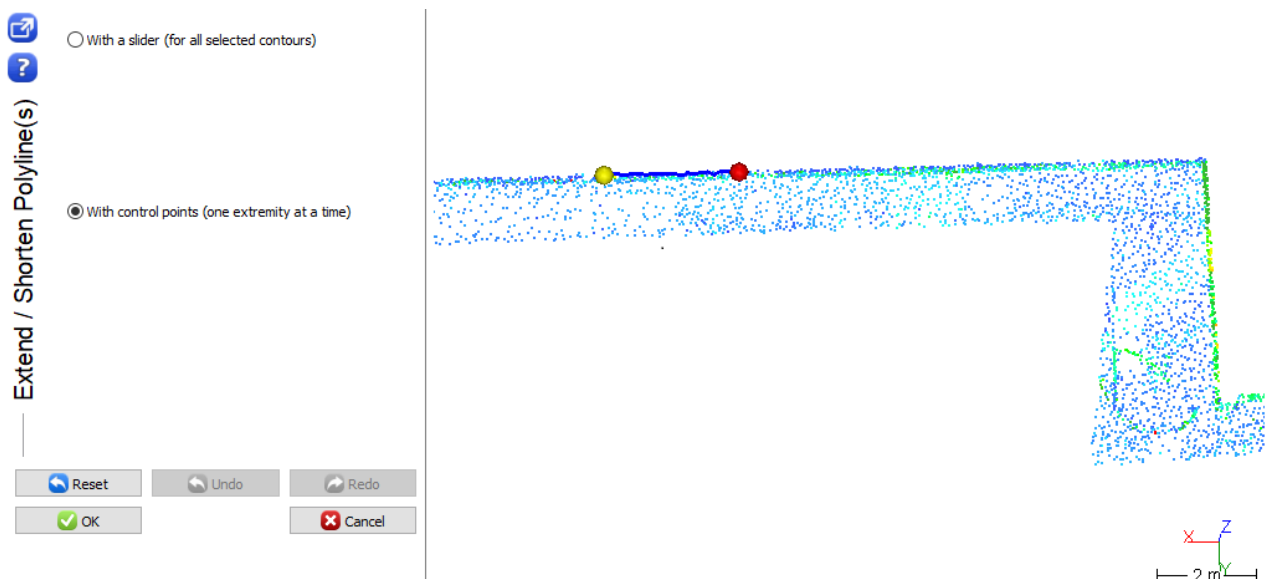 With a slider (for all selected contours)
?
Extend / Shorten Polyline(s)
With control points (one extremity at a time)
Reset
Undo
Redo
OK
Cancel
X
Z
Y
2 m